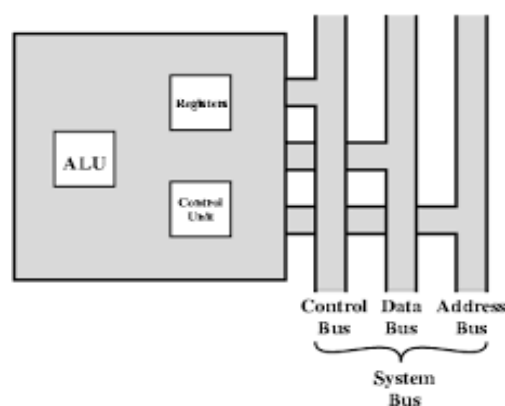 Registers
ALU
Control
Unit
Control Data Address
Bus Bus Bus
System
Bus